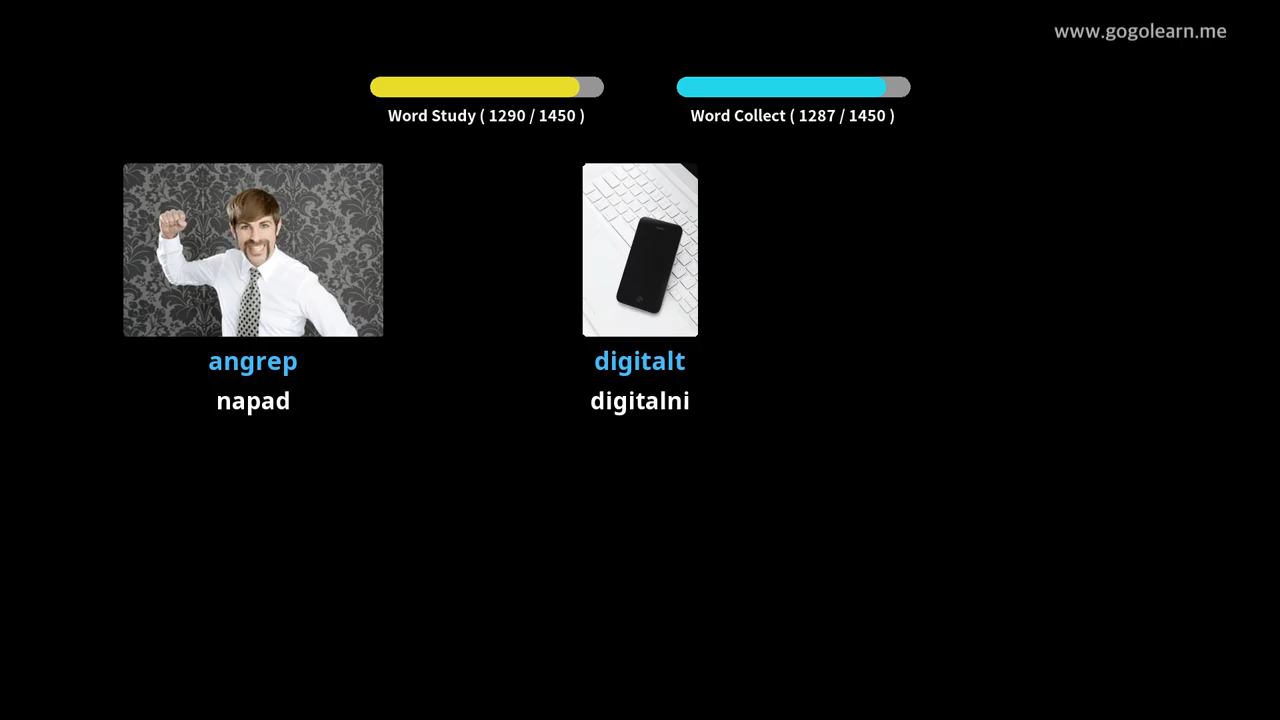 www.gogolearn.me
Word Study ( 1290 / 1450 )
Word Collect ( 1287 / 1450 )
angrep
napad
digitalt
digitalni